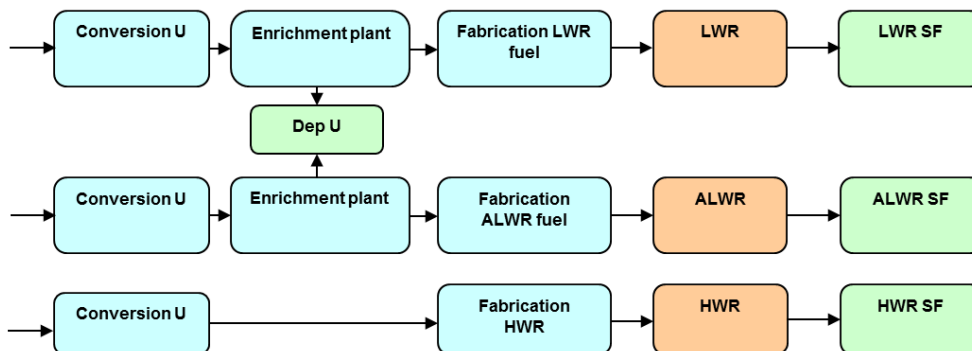 Conversion U
Enrichment plant
Fabrication LWR
fuel
LWR
LWR SF
Dep U
Conversion U
Enrichment plant
Fabrication
ALWR fuel
ALWR
ALWR SF
Conversion U
Fabrication
HWR
HWR
HWR SF